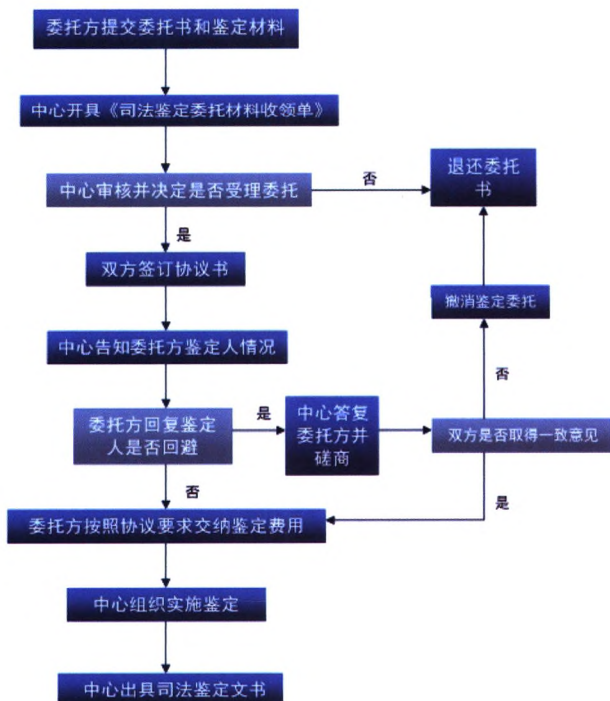 委托方提交委托书和鉴定材料
中心开具《司法鉴定委托材料收领单》
中心审核并决定是否受理委托
否
退还委托
书
是
双方签订协议书
撤消鉴定委托
中心告知委托方鉴定人情况
否
委托方回复鉴定
人是否回避
是
中心答复
委托方并
磋商
双方是否取得一致意见
否
是
委托方按照协议要求交纳鉴定费用
中心组织实施鉴定
中心出具司法鉴定文书